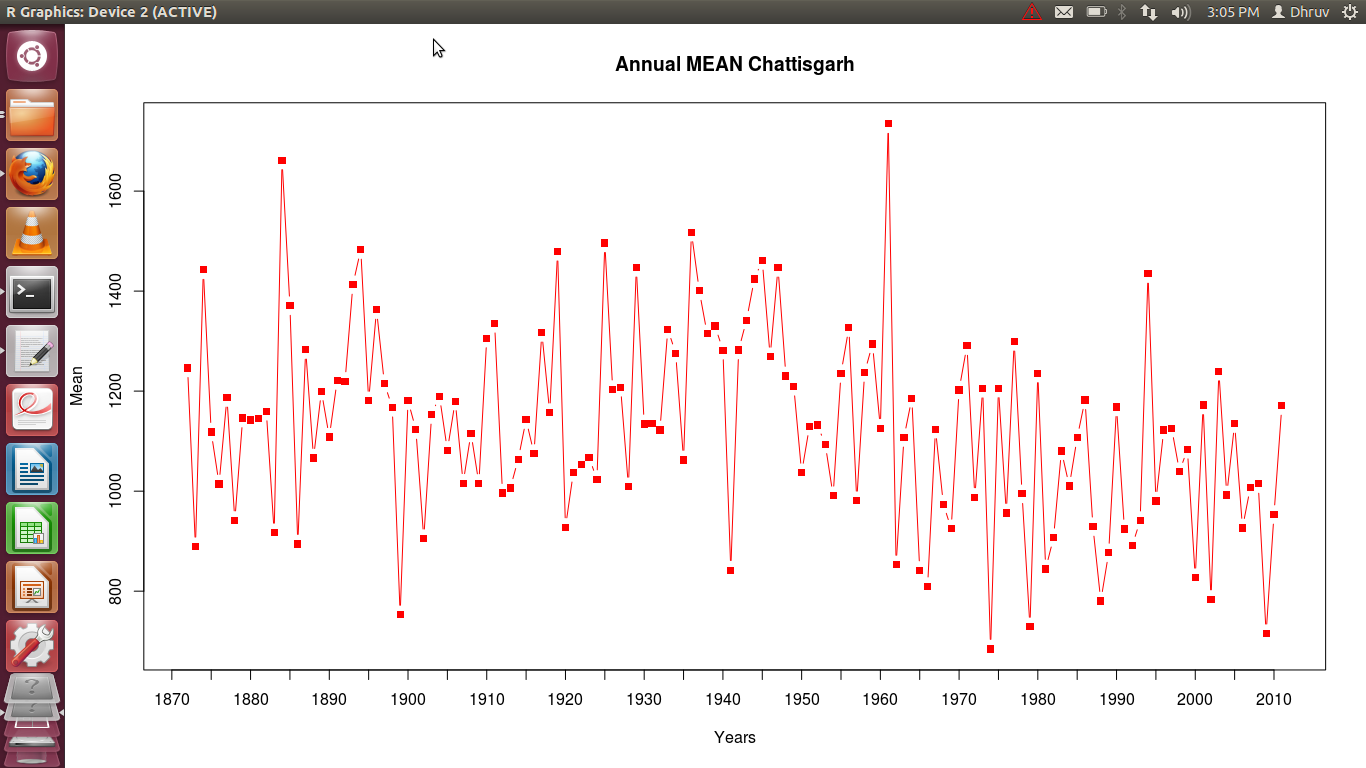 R Graphics: Device 2 (ACTIVE)
3:05 PM
Dhruv
Annual MEAN Chattisgarh
1600
1400
1200
1000
800
Mean
1870 1880 1890 1900 1910 1920 1930 1940 1950 1960 1970 1980 1990 2000 2010
Years